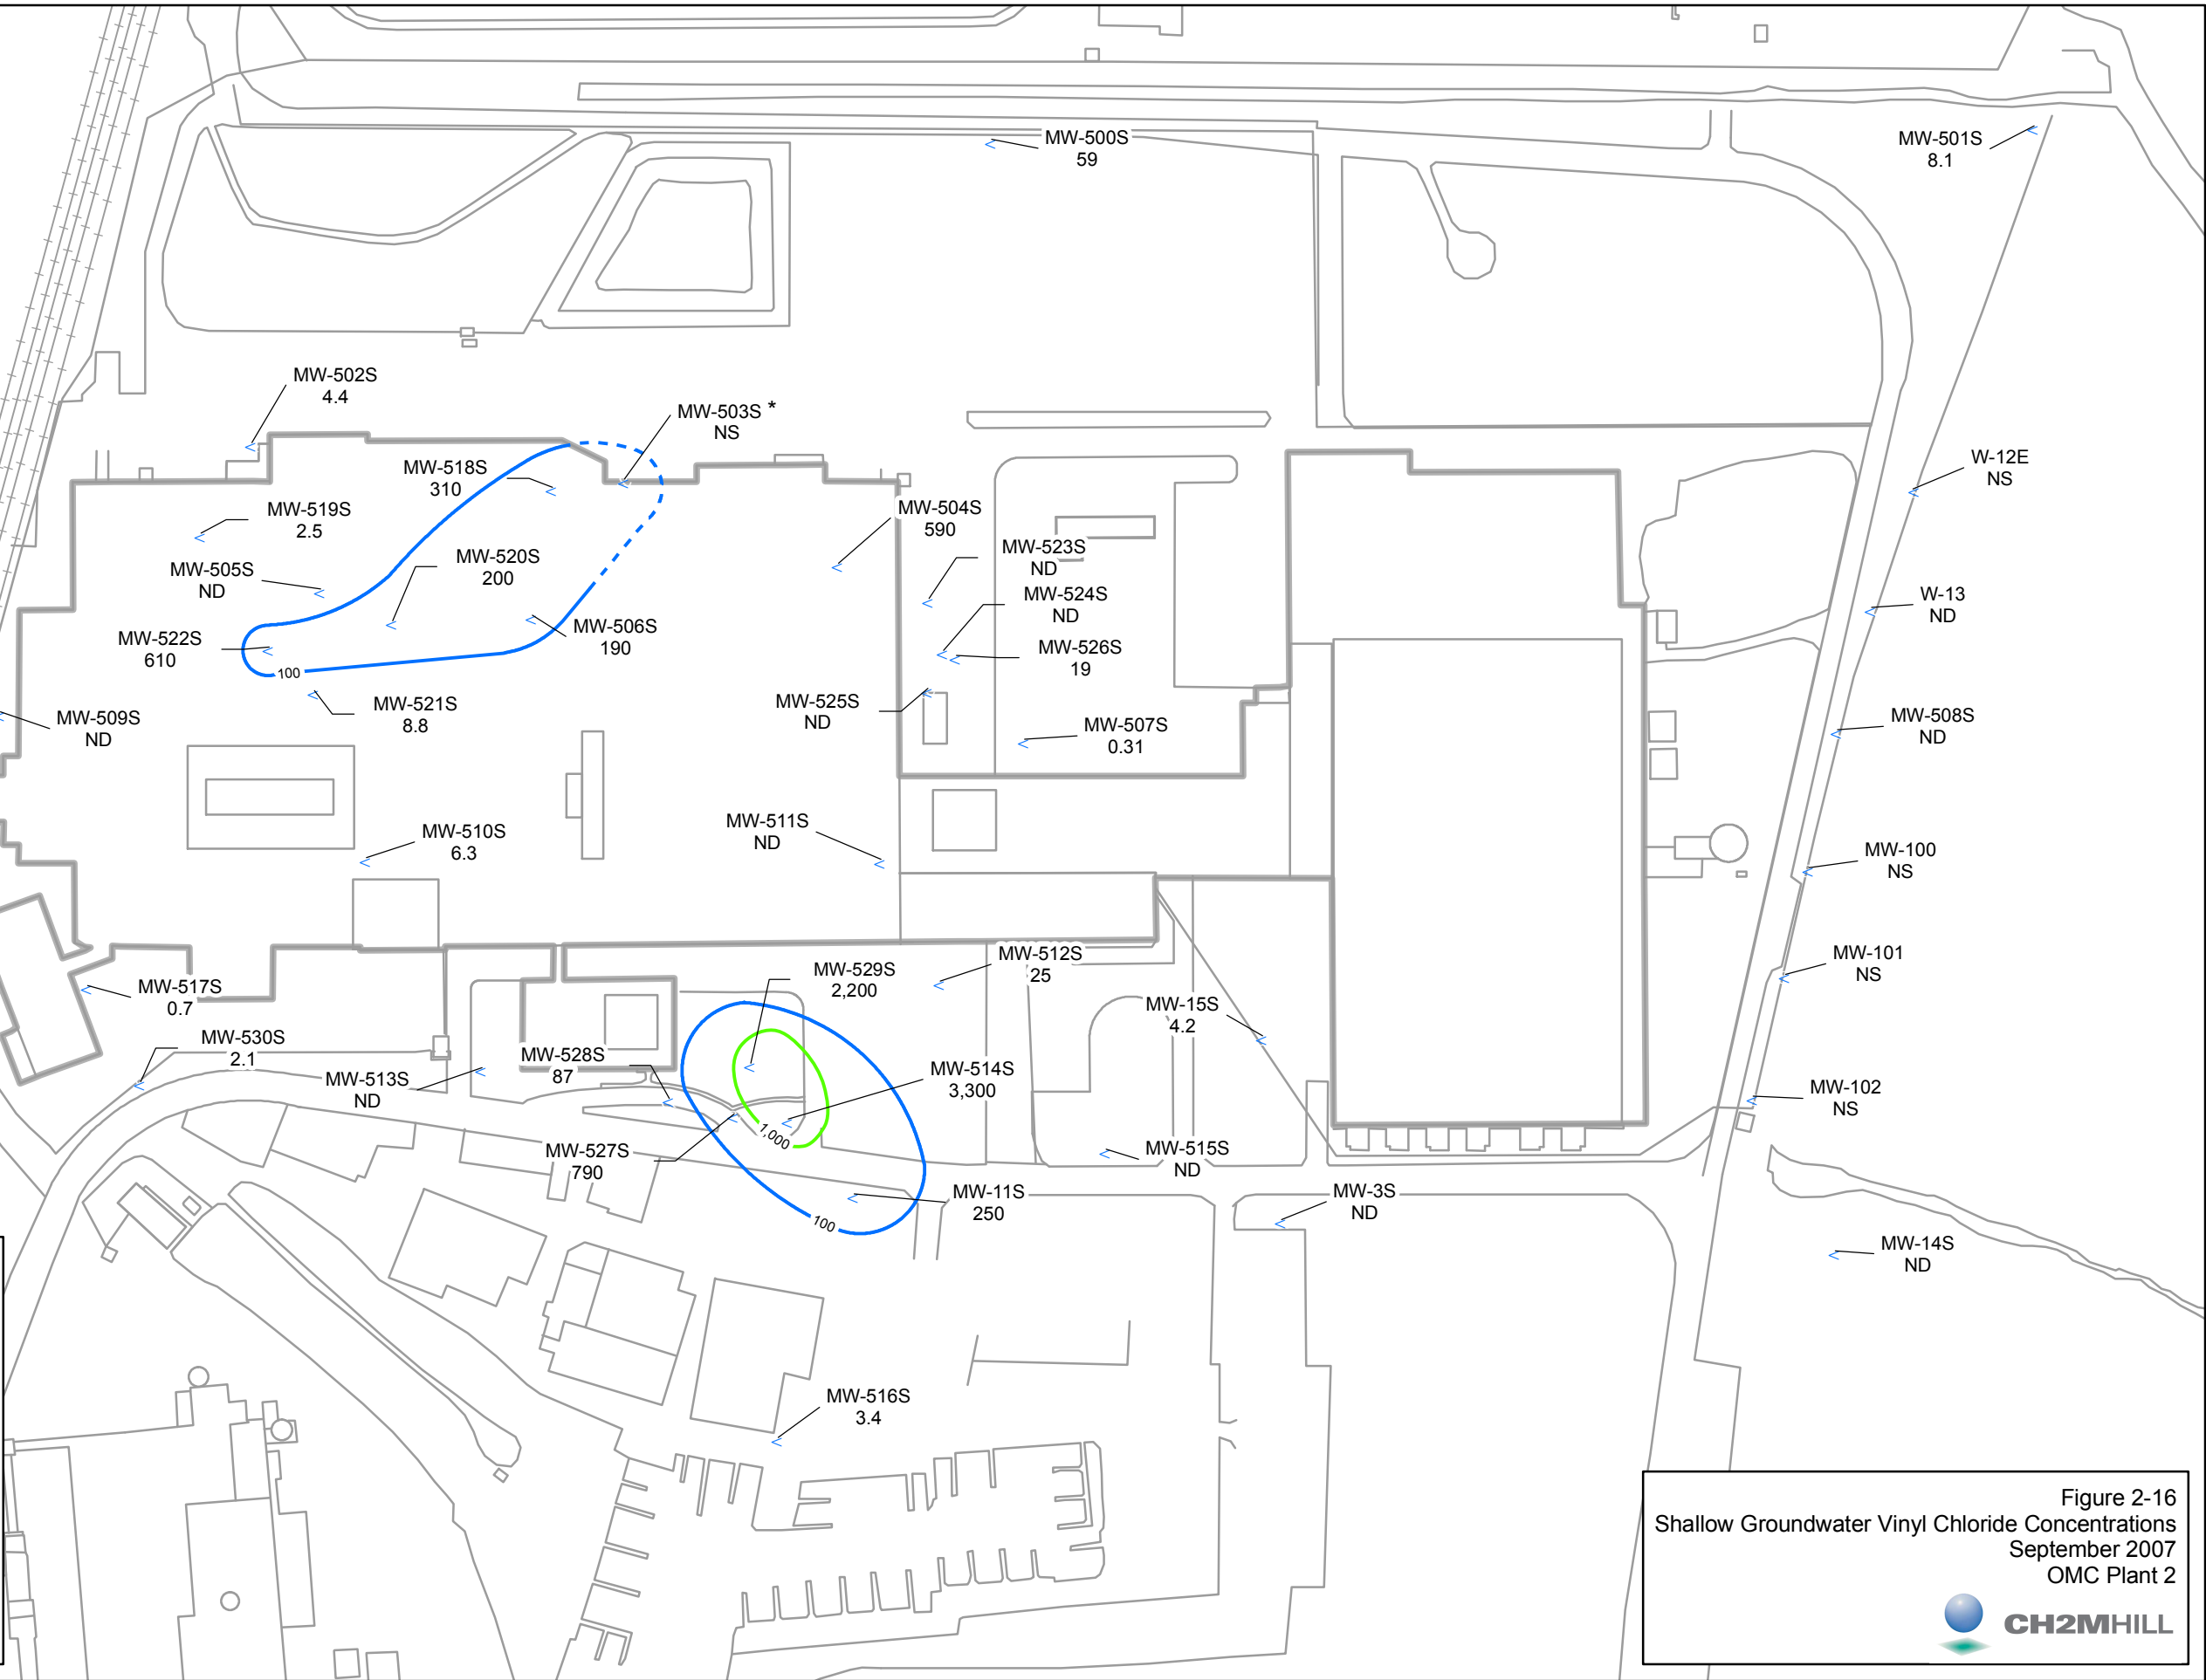 MW-500S
59
MW-501S
8.1
MW-502S
4.4
MW-503S *
NS
MW-518S
310
W-12E
NS
MW-519S
2.5
MW-504S
590
MW-523S
ND
MW-520S
200
MW-505S
ND
MW-524S
ND
W-13
ND
MW-522S
610
MW-506S
190
MW-526S
19
100
MW-521S
8.8
MW-525S
ND
MW-509S
ND
MW-507S
0.31
MW-508S
ND
MW-511S
ND
MW-510S
6.3
MW-100
NS
MW-512S
25
MW-529S
2,200
MW-101
NS
MW-517S
0.7
MW-15S
4.2
MW-530S
2.1
MW-528S
87
MW-514S
3,300
MW-513S
ND
MW-102
NS
1,000
MW-527S
790
MW-515S
ND
MW-11S
250
MW-3S
ND
100
MW-14S
ND
MW-516S
3.4
Figure 2-16
Shallow Groundwater Vinyl Chloride Concentrations
September 2007
OMC Plant 2
CH2MHILL